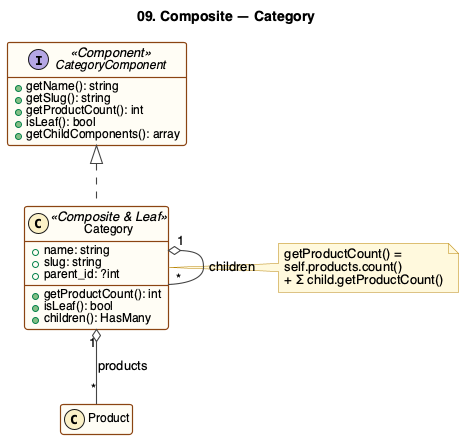 09. Composite — Category
«Component»
I
CategoryComponent
getName(): string
getSlug(): string
getProductCount(): int
isLeaf(): bool
getChildComponents(): array
«Composite & Leaf»
C
Category
name: string
slug: string
parent_id: ?int
getProductCount(): int
isLeaf(): bool
children(): HasMany
1
children
*
getProductCount() =
self.products.count()
+ Σ child.getProductCount()
1
products
*
C Product